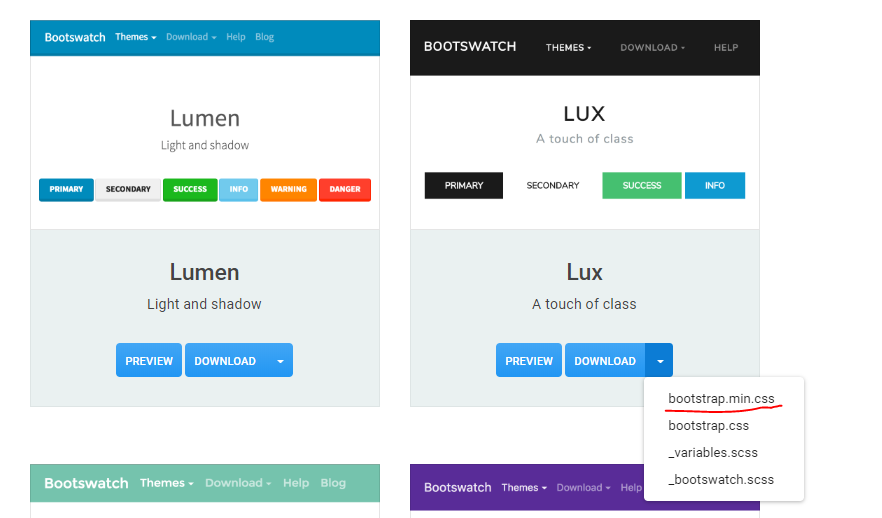 Bootswatch Themes Download Help Blog
Lumen
Light and shadow
PRIMARY SECONDARY SUCCESS INFO WARNING DANGER
Lumen
Light and shadow
PREVIEW DOWNLOAD
BOOTSWATCH THEMES DOWNLOAD HELP
LUX
A touch of class
PRIMARY SECONDARY SUCCESS INFO
Lux
A touch of class
PREVIEW DOWNLOAD
bootstrap.min.css
bootstrap.css
_variables.scss
_bootswatch.scss
Bootswatch Themes Download Help Blog
Bootswatch Themes Download Help